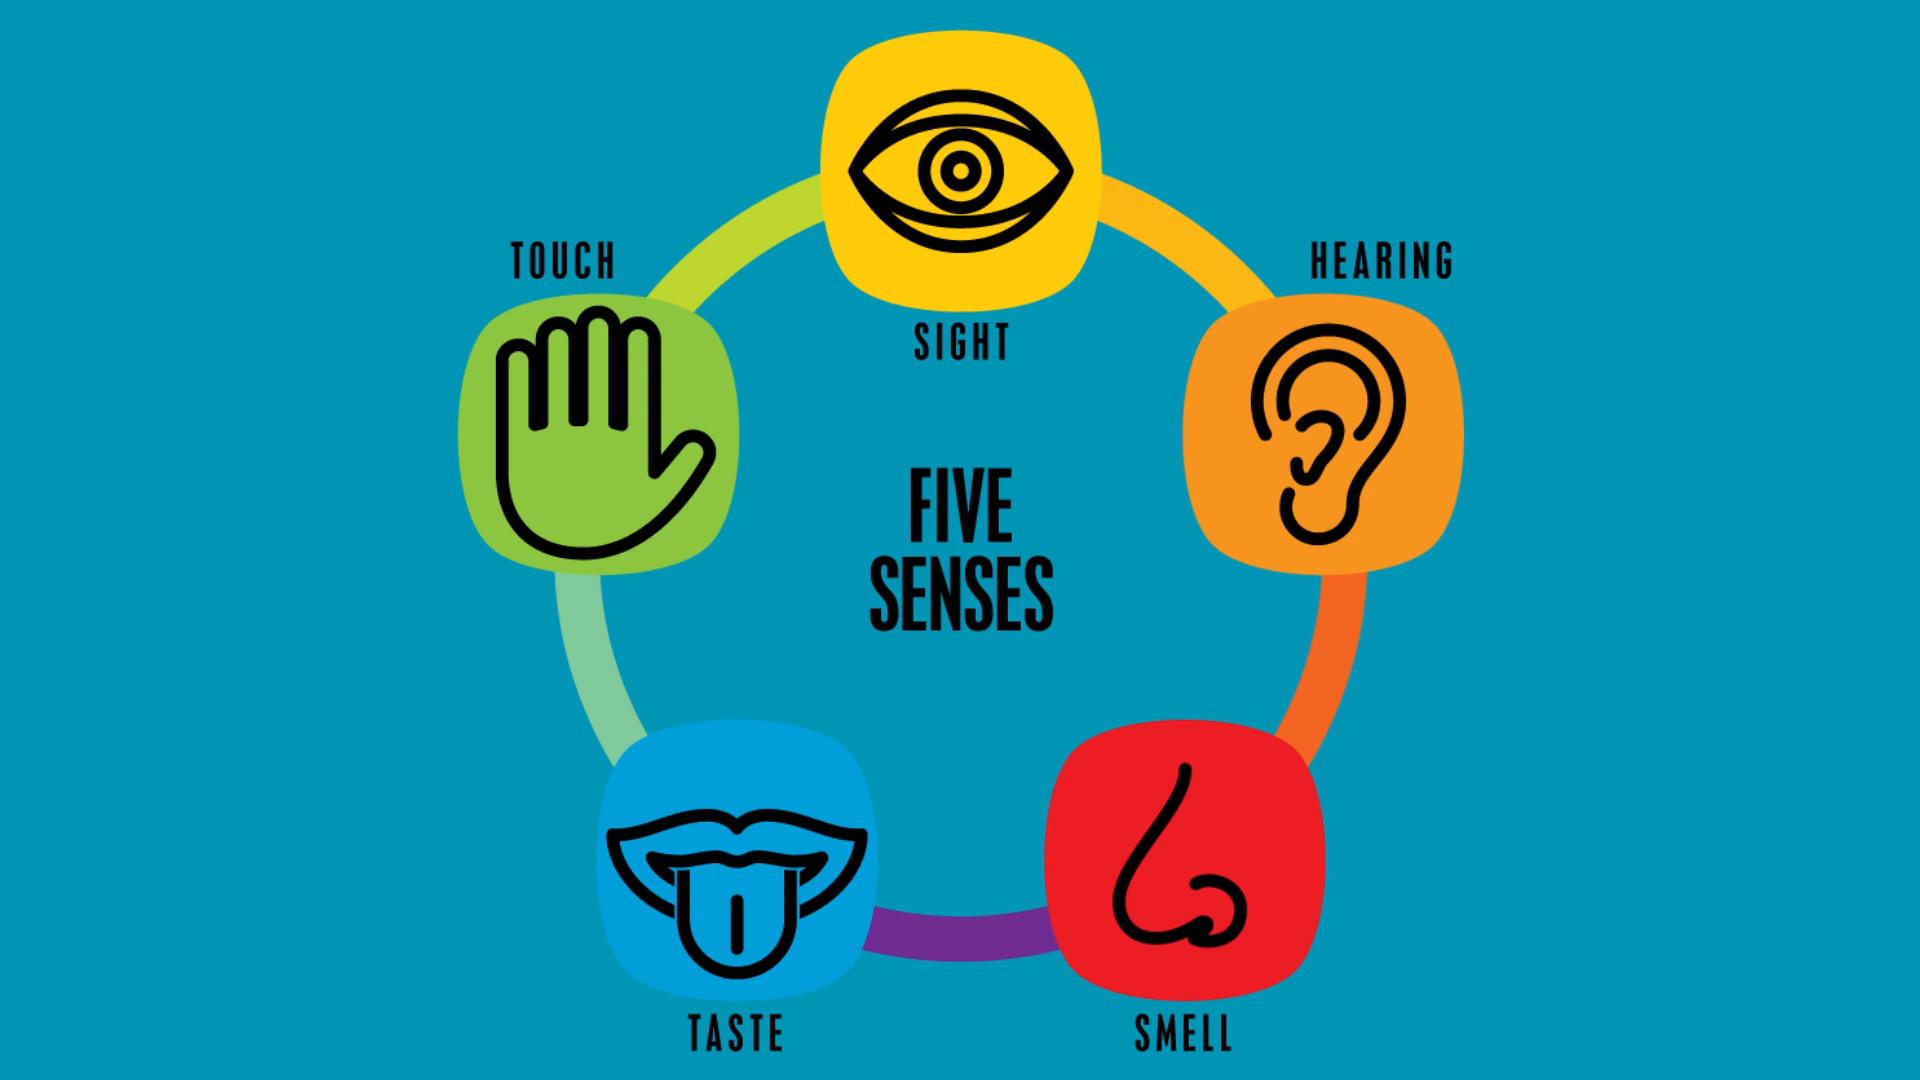 TOUCH
HEARING
SIGHT
FIVE
SENSES
TASTE
SMELL